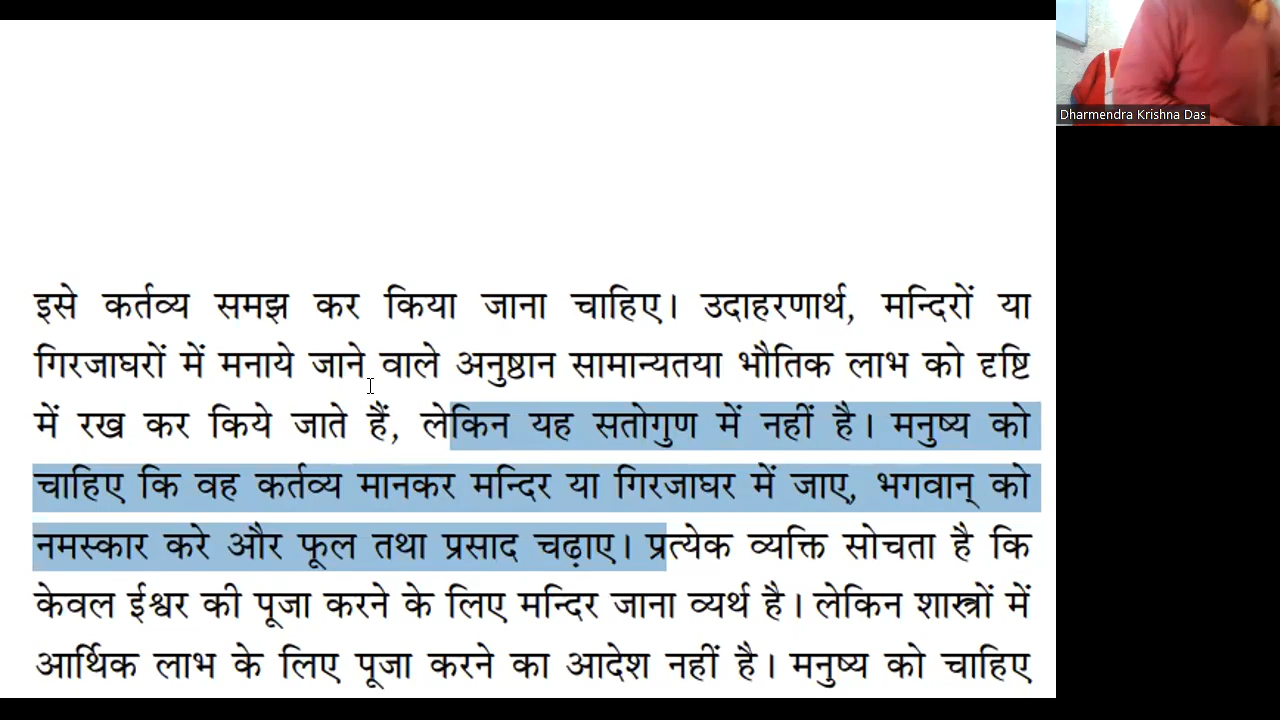 Dharmendra Krishna Das
इसे कर्तव्य समझ कर किया जाना चाहिए। उदाहरणार्थ, मन्दिरों या
गिरजाघरों में मनाये जाने वाले अनुष्ठान सामान्यतया भौतिक लाभ को दृष्टि
में रख कर किये जाते हैं, लेकिन यह सतोगुण में नहीं है। मनुष्य को
चाहिए कि वह कर्तव्य मानकर मन्दिर या गिरजाघर में जाए, भगवान् को
नमस्कार करे और फूल तथा प्रसाद चढ़ाए। प्रत्येक व्यक्ति सोचता है कि
केवल ईश्वर की पूजा करने के लिए मन्दिर जाना व्यर्थ है। लेकिन शास्त्रों में
आर्थिक लाभ के लिए पूजा करने का आदेश नहीं है। मनुष्य को चाहिए